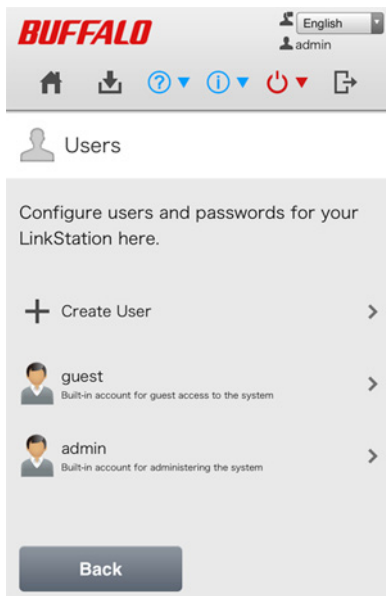 BUFFALO
English
admin
Users
Configure users and passwords for your
LinkStation here.
Create User
guest
Built-in account for guest access to the system
admin
Built-in account for administering the system
Back